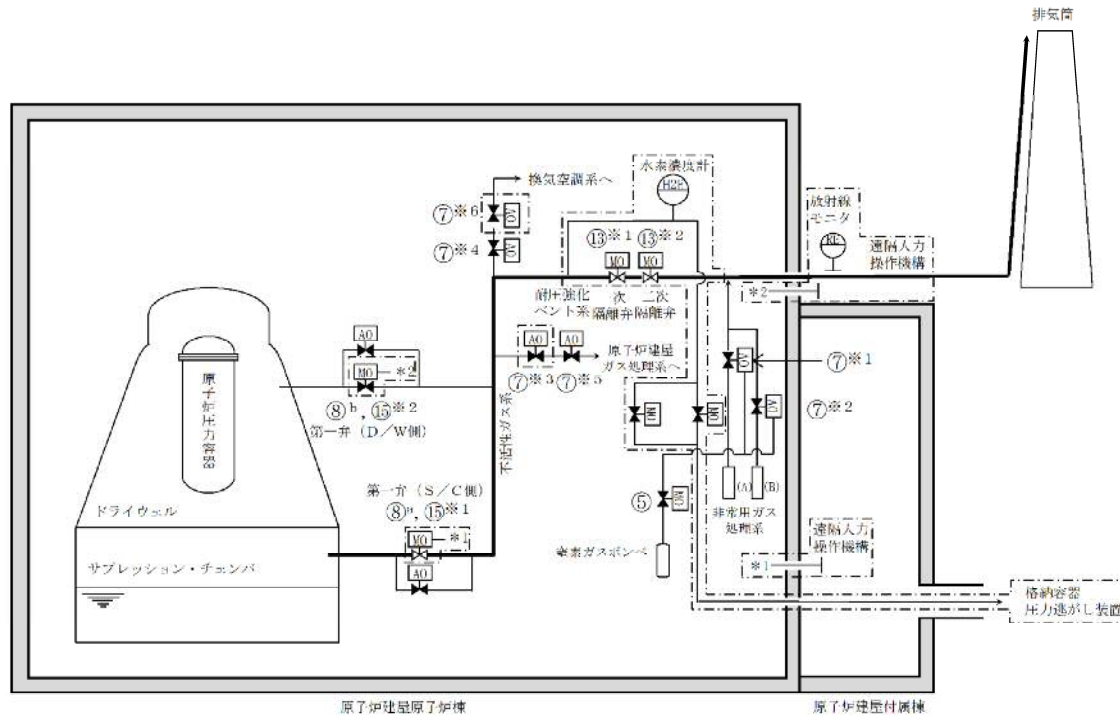 排気筒
水素濃度計
H2E
換気空調系へ
放射線
モニタ
RE
遠隔人力
操作機構
⑦※6
AO
⑦※4
AO
⑬※1
⑬※2
MO
MO
*2
耐圧強化
ベント系
一次
隔離弁
二次
隔離弁
AO
AO
原子炉建屋
ガス処理系へ
⑦※3
⑦※5
AO
⑦※1
AO
⑦※2
AO
MO
*2
⑧b, ⑮※2
第一弁(D/W側)
原子炉圧力容器
不活性ガス系
MO
MO
ドライウェル
第一弁(S/C側)
⑧a, ⑮※1
MO
*1
AO
サプレッション・チェンバ
⑤
MO
(A)
(B)
非常用ガス
処理系
窒素ガスボンベ
遠隔人力
操作機構
*1
格納容器
圧力逃がし装置
原子炉建屋原子炉棟
原子炉建屋付属棟